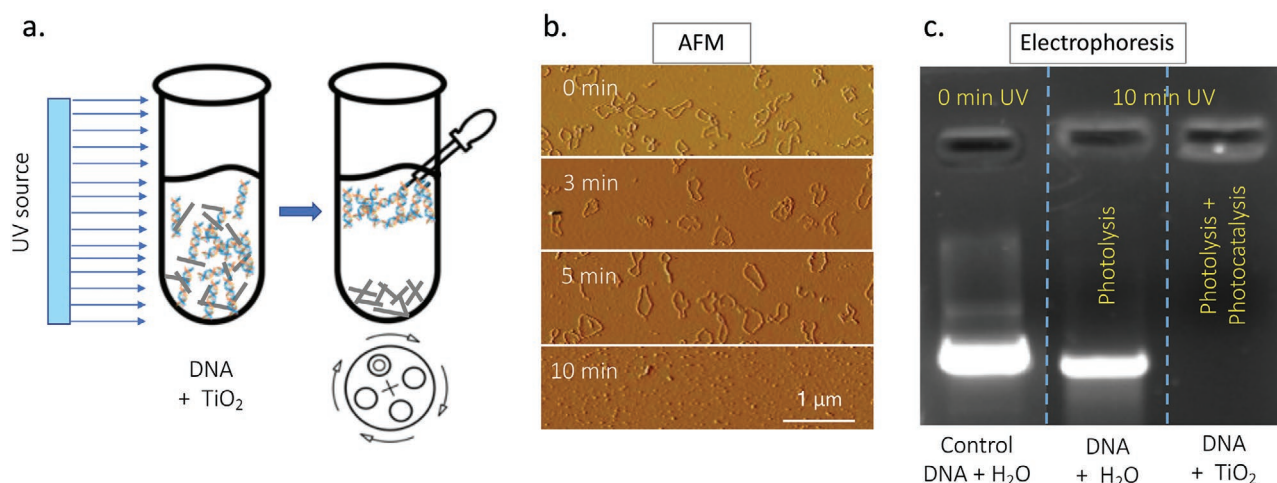 a.
UV source
DNA
+ TiO₂
b.
AFM
0 min
3 min
5 min
10 min
1 µm
c.
Electrophoresis
0 min UV
10 min UV
Photolysis
Photolysis +
Photocatalysis
Control
DNA + H₂O
DNA
+ H₂O
DNA
+ TiO₂